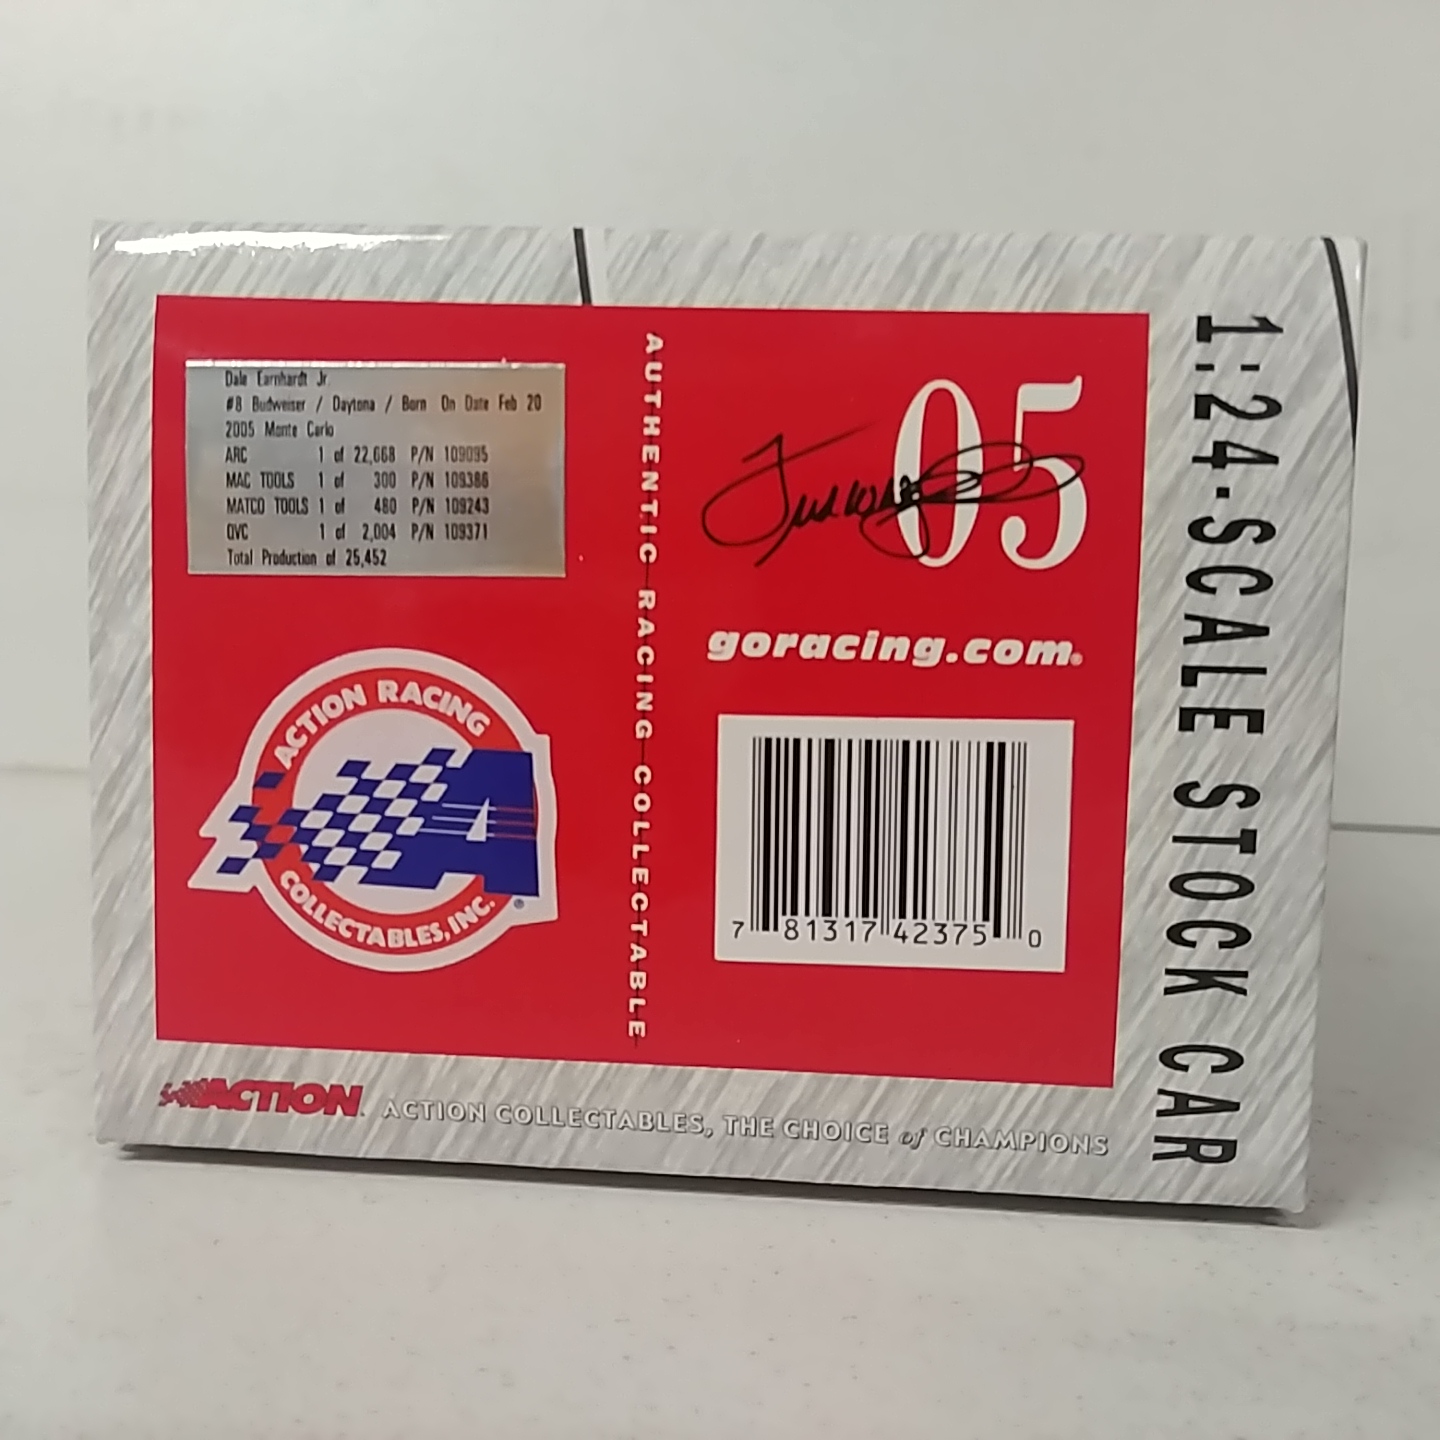 Dale Earnhardt Jr.
#8 Budweiser / Daytona / Born On Date Feb 20
2005 Monte Carlo
ARC 1 of 22,668 P/N 109095
MAC TOOLS 1 of 300 P/N 109386
MATCO TOOLS 1 of 480 P/N 109243
QVC 1 of 2,004 P/N 109371
Total Production of 25,452
ACTION RACING
COLLECTABLES, INC.
AUTHENTIC RACING COLLECTABLE
05
goracing.com
7 81317 42375 0
1:24-SCALE STOCK CAR
ACTION
ACTION COLLECTABLES, THE CHOICE of CHAMPIONS